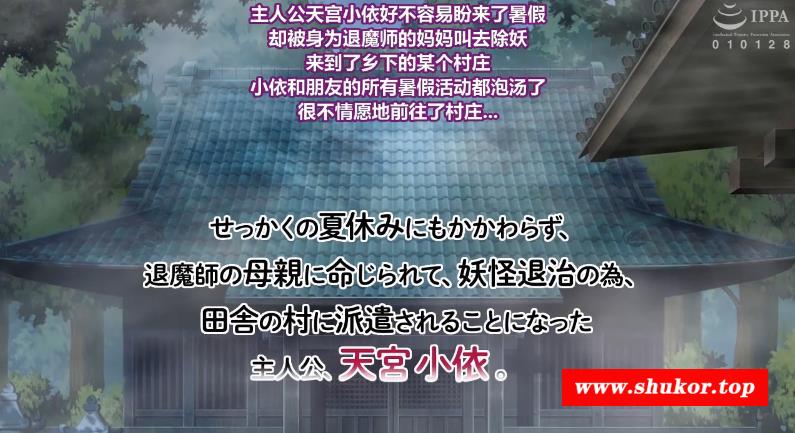 主人公天宫小依好不容易盼来了暑假
却被身为退魔师的妈妈叫去除妖
来到了乡下的某个村庄
小依和朋友的所有暑假活动都泡汤了
很不情愿地前往了村庄...
IPPA
Intellectual Property Promotion Association
010128
せっかくの夏休みにもかかわらず、
退魔師の母親に命じられて、妖怪退治の為、
田舎の村に派遣されることになった
主人公、天宮小依。
www.shukor.top